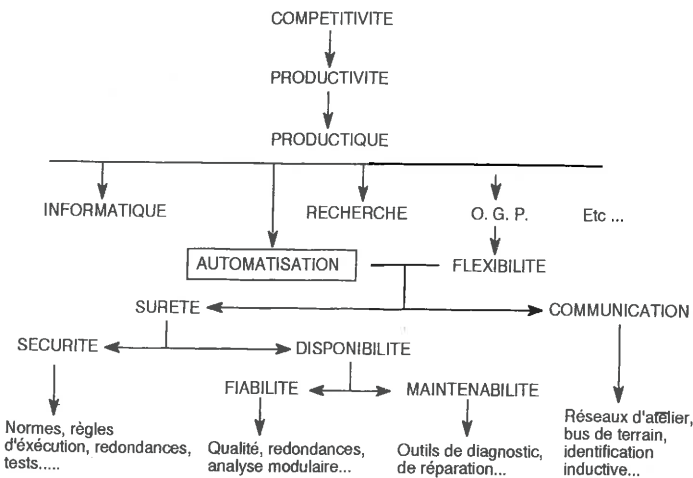 COMPETITIVITE
PRODUCTIVITE
PRODUCTIQUE
INFORMATIQUE
RECHERCHE
O. G. P.
Etc ...
AUTOMATISATION
FLEXIBILITE
SURETE
COMMUNICATION
SECURITE
DISPONIBILITE
FIABILITE
MAINTENABILITE
Normes, règles
d'éxécution, redondances,
tests.....
Qualité, redondances,
analyse modulaire...
Outils de diagnostic,
de réparation...
Réseaux d'atelier,
bus de terrain,
identification
inductive...